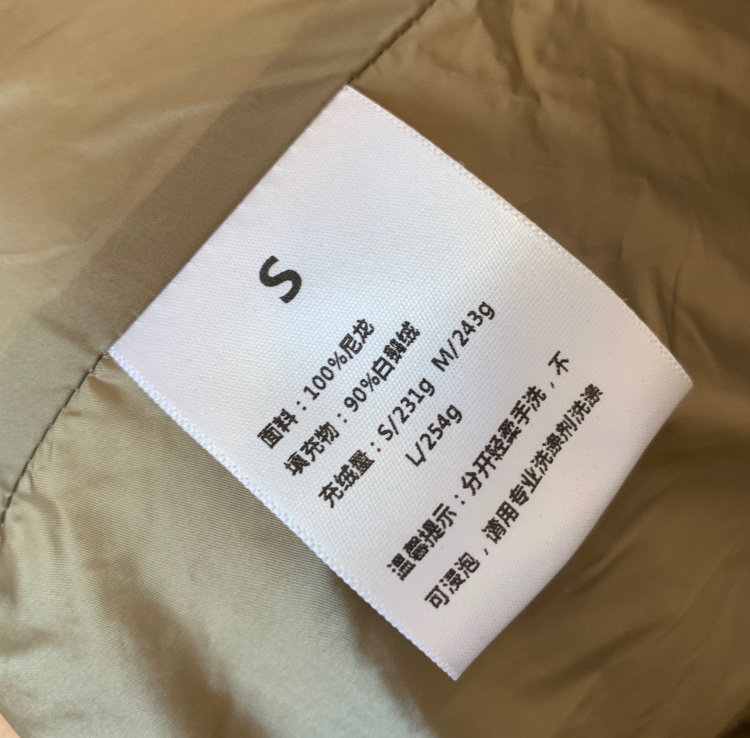 S
面料：100%尼龙
填充物：90%白鹅绒
充绒量：S/231g M/243g
L/254g
温馨提示：分开轻柔手洗，不
可浸泡，请用专业洗涤剂洗涤